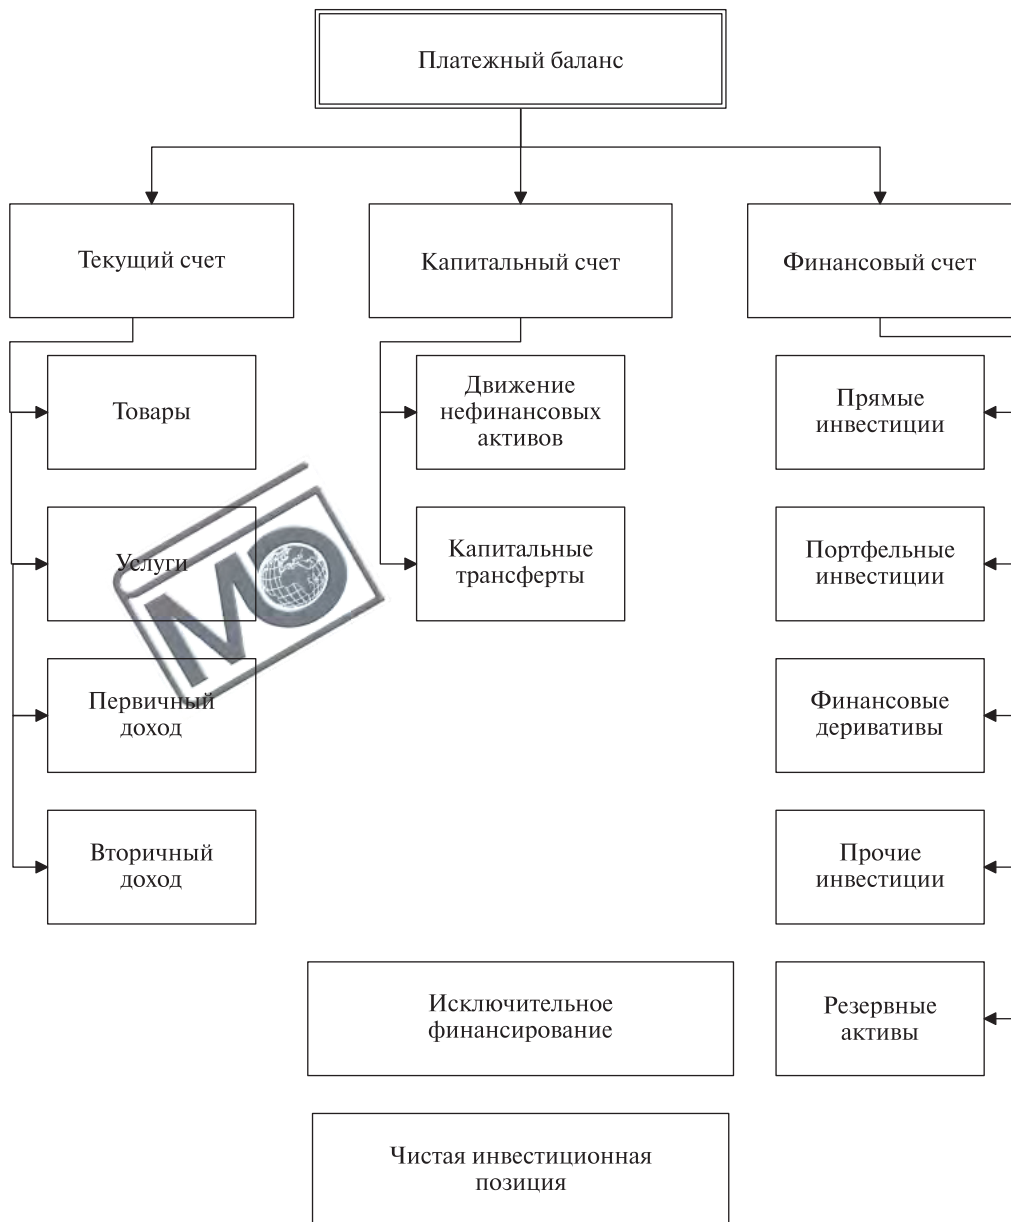 Платежный баланс
Текущий счет
Капитальный счет
Финансовый счет
Товары
Движение
нефинансовых
активов
Прямые
инвестиции
Услуги
Капитальные
трансферты
Портфельные
инвестиции
МО
Первичный
доход
Финансовые
деривативы
Вторичный
доход
Прочие
инвестиции
Исключительное
финансирование
Резервные
активы
Чистая инвестиционная
позиция